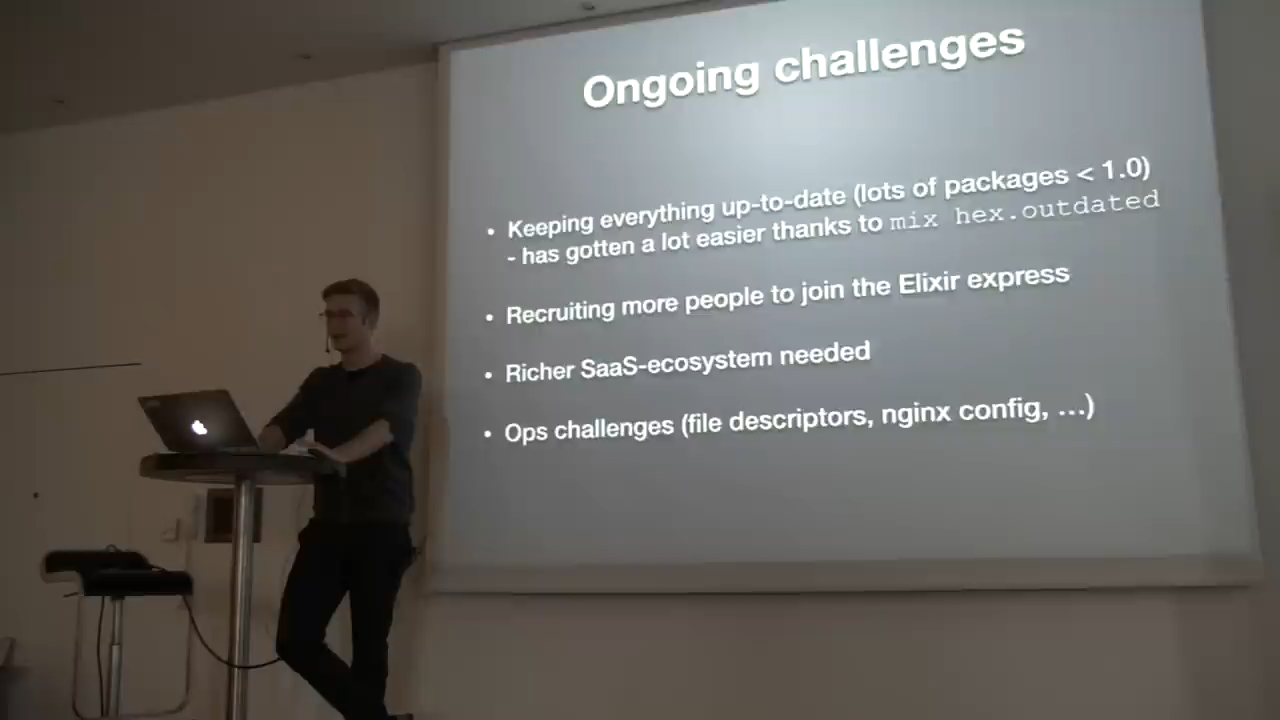 Ongoing challenges
• Keeping everything up-to-date (lots of packages < 1.0)
- has gotten a lot easier thanks to mix hex.outdated
• Recruiting more people to join the Elixir express
• Richer SaaS-ecosystem needed
• Ops challenges (file descriptors, nginx config, …)